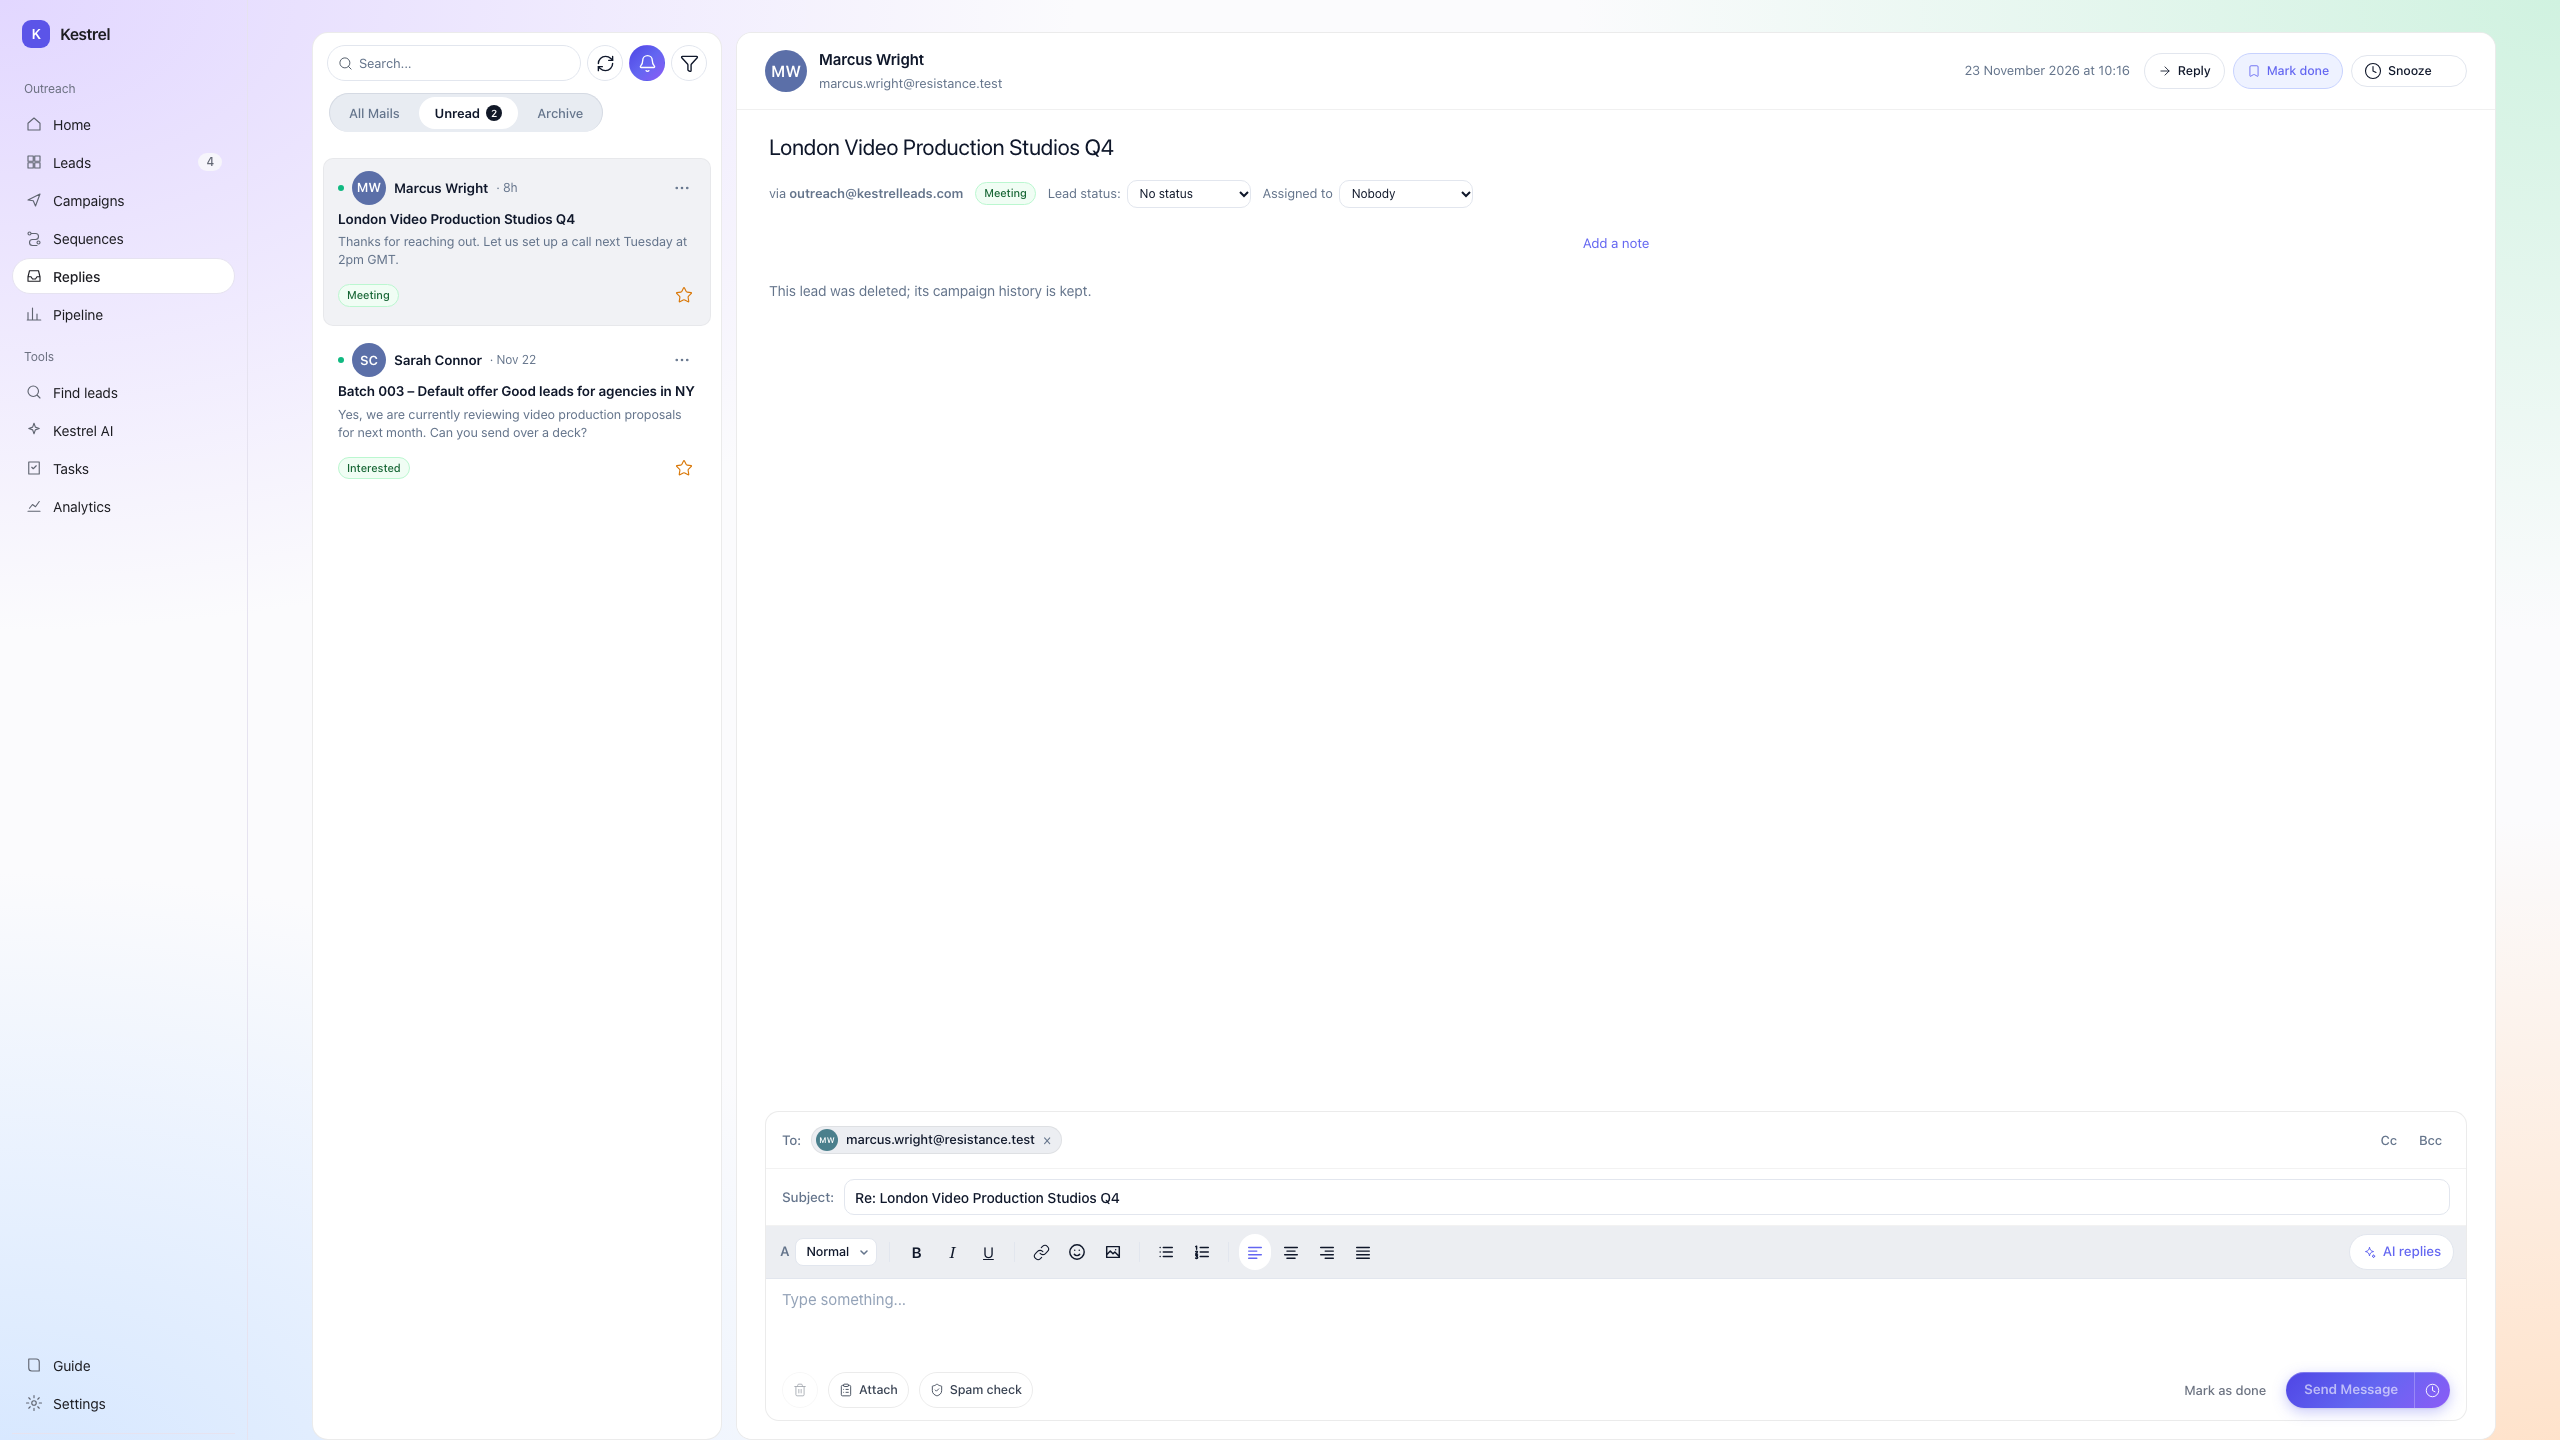 K Kestrel
Outreach
Home
Leads 4
Campaigns
Sequences
Replies
Pipeline
Tools
Find leads
Kestrel AI
Tasks
Analytics
Guide
Settings
Search...
All Mails Unread 2 Archive
MW Marcus Wright · 8h
London Video Production Studios Q4
Thanks for reaching out. Let us set up a call next Tuesday at
2pm GMT.
Meeting
SC Sarah Connor · Nov 22
Batch 003 – Default offer Good leads for agencies in NY
Yes, we are currently reviewing video production proposals
for next month. Can you send over a deck?
Interested
MW Marcus Wright
marcus.wright@resistance.test
23 November 2026 at 10:16 Reply Mark done Snooze
London Video Production Studios Q4
via outreach@kestrelleads.com Meeting Lead status: No status Assigned to Nobody
Add a note
This lead was deleted; its campaign history is kept.
To: MW marcus.wright@resistance.test x Cc Bcc
Subject: Re: London Video Production Studios Q4
A Normal B I U AI replies
Type something...
Attach Spam check Mark as done Send Message